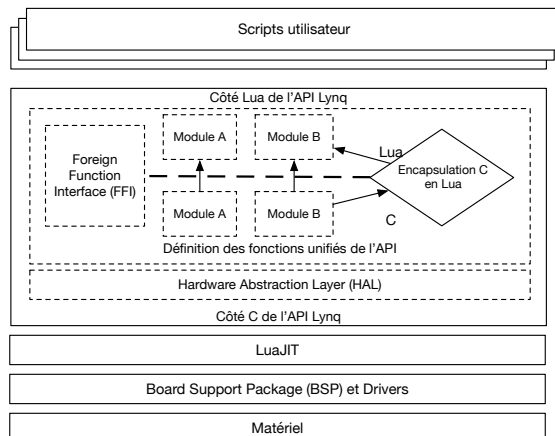 Scripts utilisateur
Côté Lua de l'API Lynq
Foreign
Function
Interface (FFI)
Module A
Module B
Lua
Encapsulation C
en Lua
Module A
Module B
C
Définition des fonctions unifiés de l'API
Hardware Abstraction Layer (HAL)
Côté C de l'API Lynq
LuaJIT
Board Support Package (BSP) et Drivers
Matériel